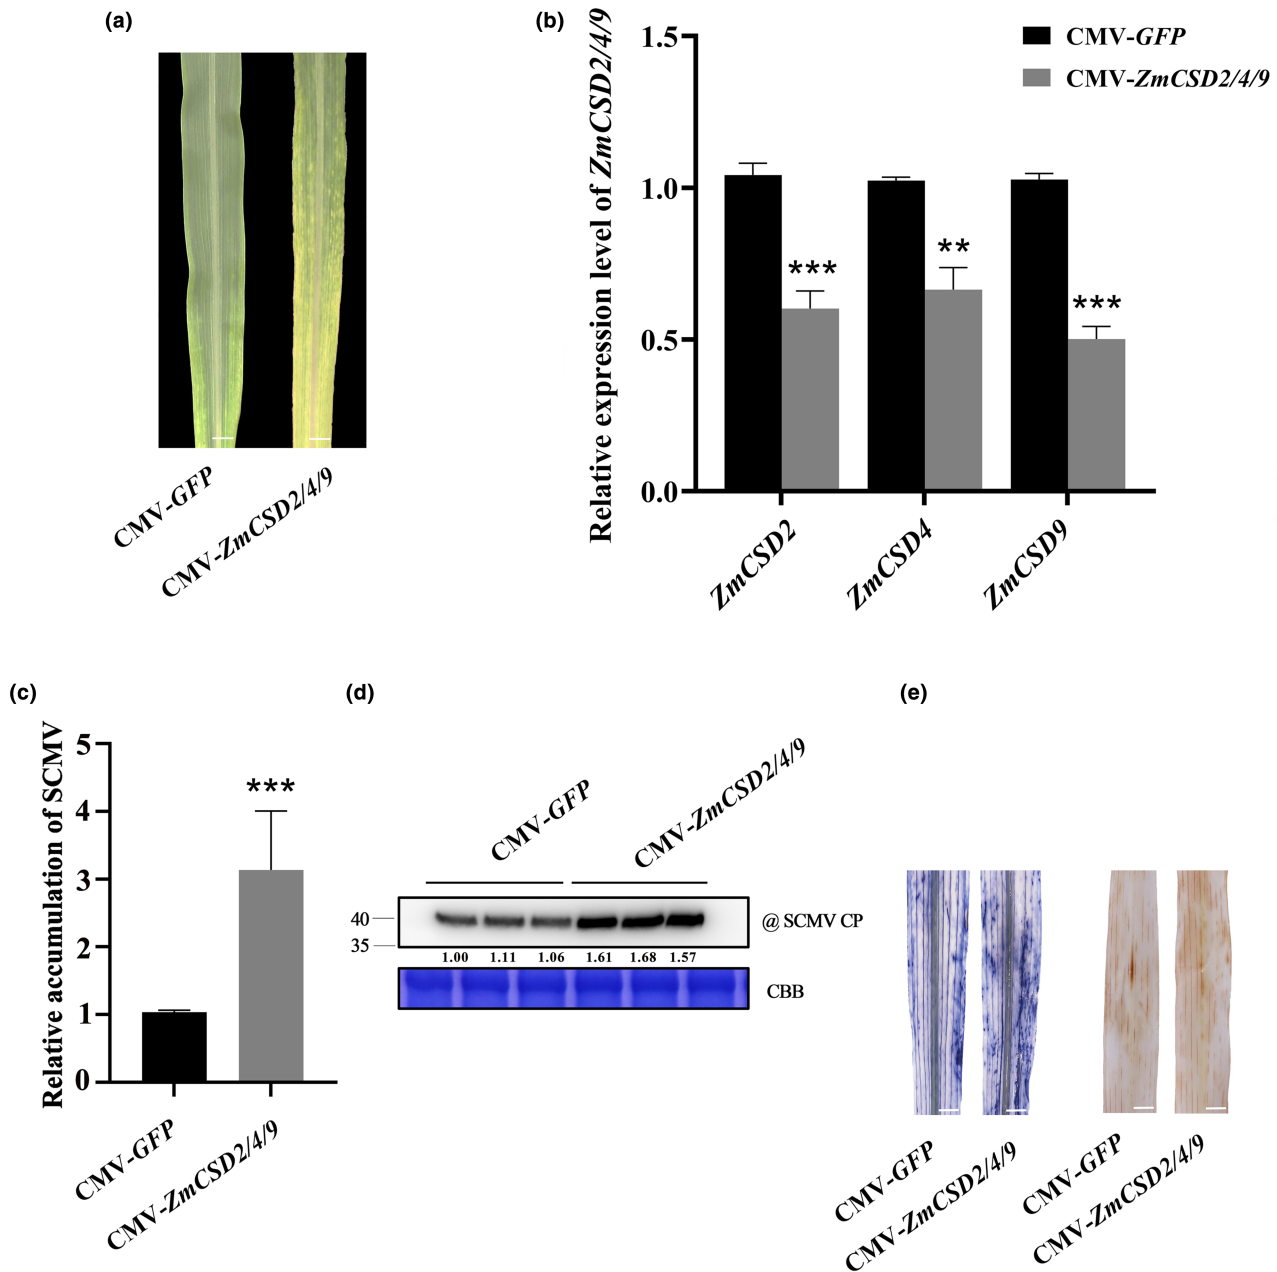 (a)
CMV-GFP
CMV-ZmCSD2/4/9
(b)
Relative expression level of ZmCSD2/4/9
1.5
1.0
0.5
0.0
CMV-GFP
CMV-ZmCSD2/4/9
***
**
***
ZmCSD2
ZmCSD4
ZmCSD9
(c)
Relative accumulation of SCMV
5
4
3
2
1
0
***
CMV-GFP
CMV-ZmCSD2/4/9
(d)
CMV-GFP
CMV-ZmCSD2/4/9
40
35
@ SCMV CP
1.00 1.11 1.06 1.61 1.68 1.57
CBB
(e)
CMV-GFP
CMV-ZmCSD2/4/9
CMV-GFP
CMV-ZmCSD2/4/9